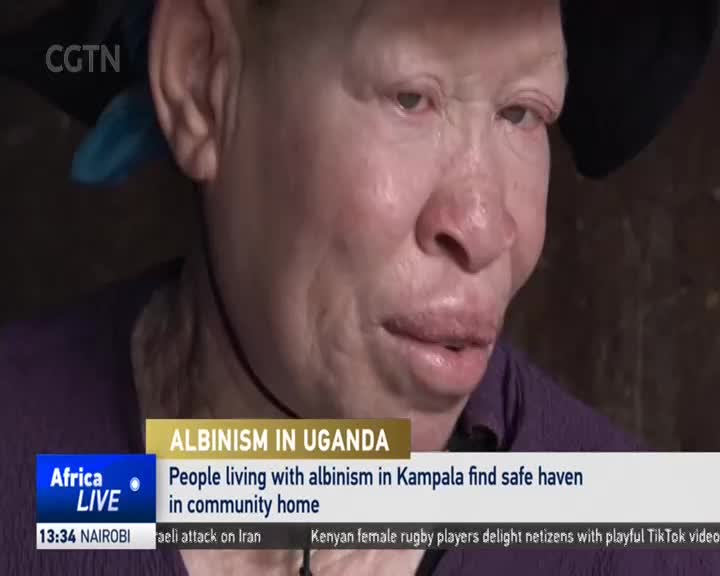 CGTN
ALBINISM IN UGANDA
People living with albinism in Kampala find safe haven
in community home
Africa
LIVE
13:34 NAIROBI
attack on Iran Kenyan female rugby players delight netizens with playful TikTok video